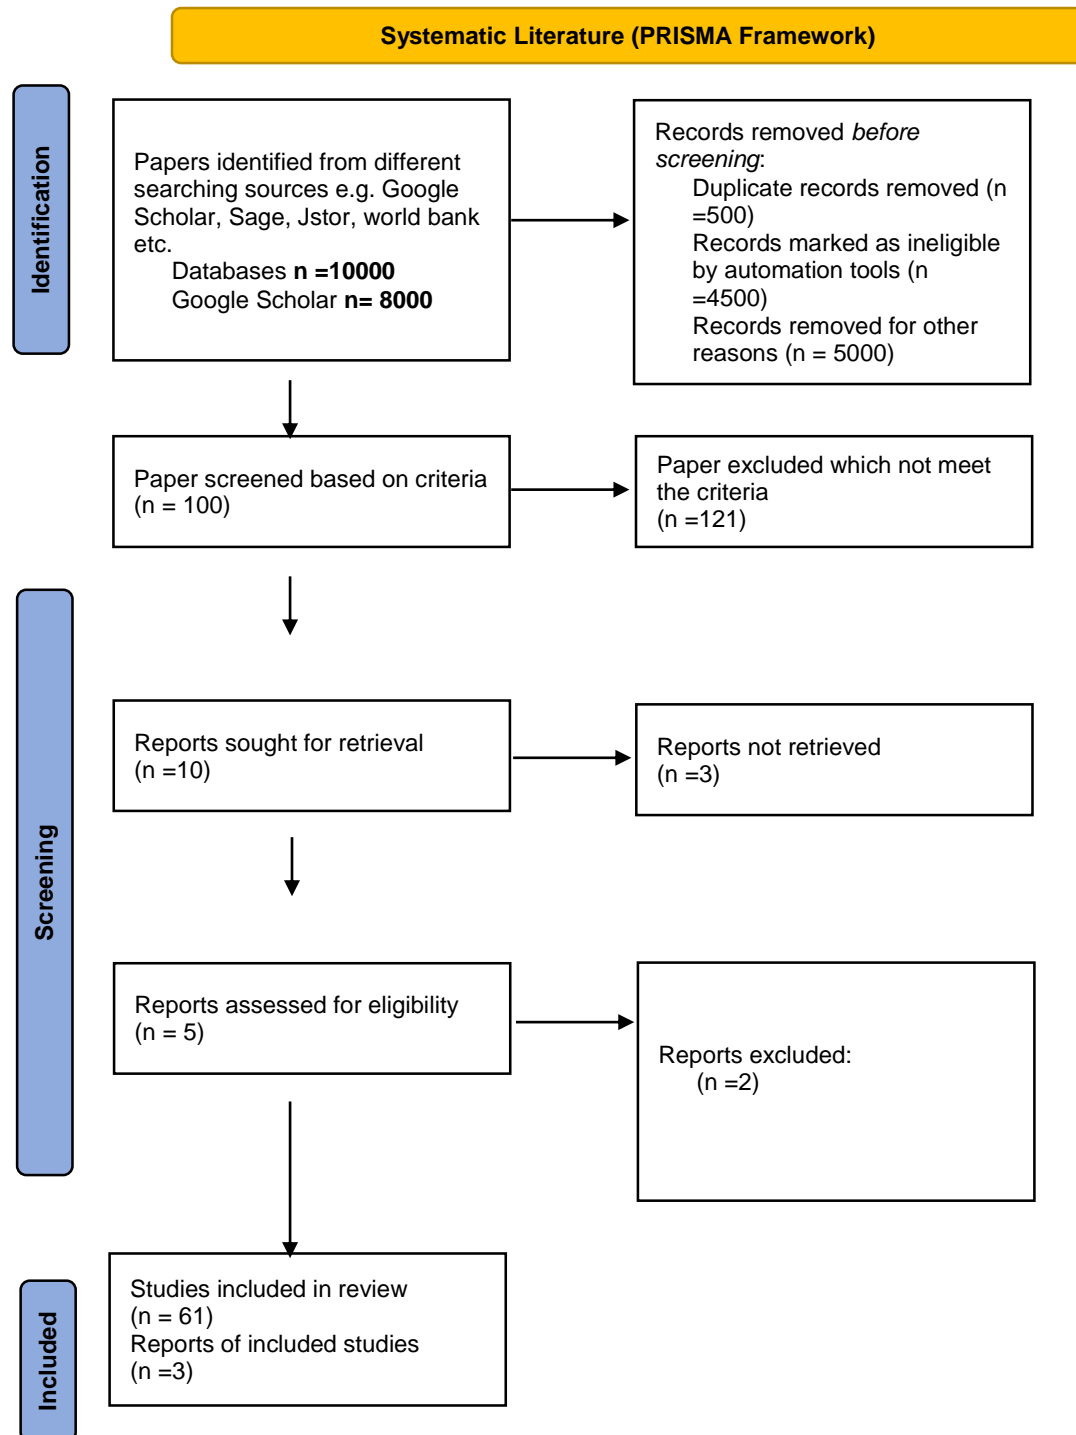 Systematic Literature (PRISMA Framework)
Identification
Papers identified from different
searching sources e.g. Google
Scholar, Sage, Jstor, world bank
etc.
Databases n =10000
Google Scholar n= 8000
Records removed before
screening:
Duplicate records removed (n
=500)
Records marked as ineligible
by automation tools (n
=4500)
Records removed for other
reasons (n = 5000)
Paper screened based on criteria
(n = 100)
Paper excluded which not meet
the criteria
(n =121)
Screening
Reports sought for retrieval
(n =10)
Reports not retrieved
(n =3)
Reports assessed for eligibility
(n = 5)
Reports excluded:
(n =2)
Included
Studies included in review
(n = 61)
Reports of included studies
(n =3)